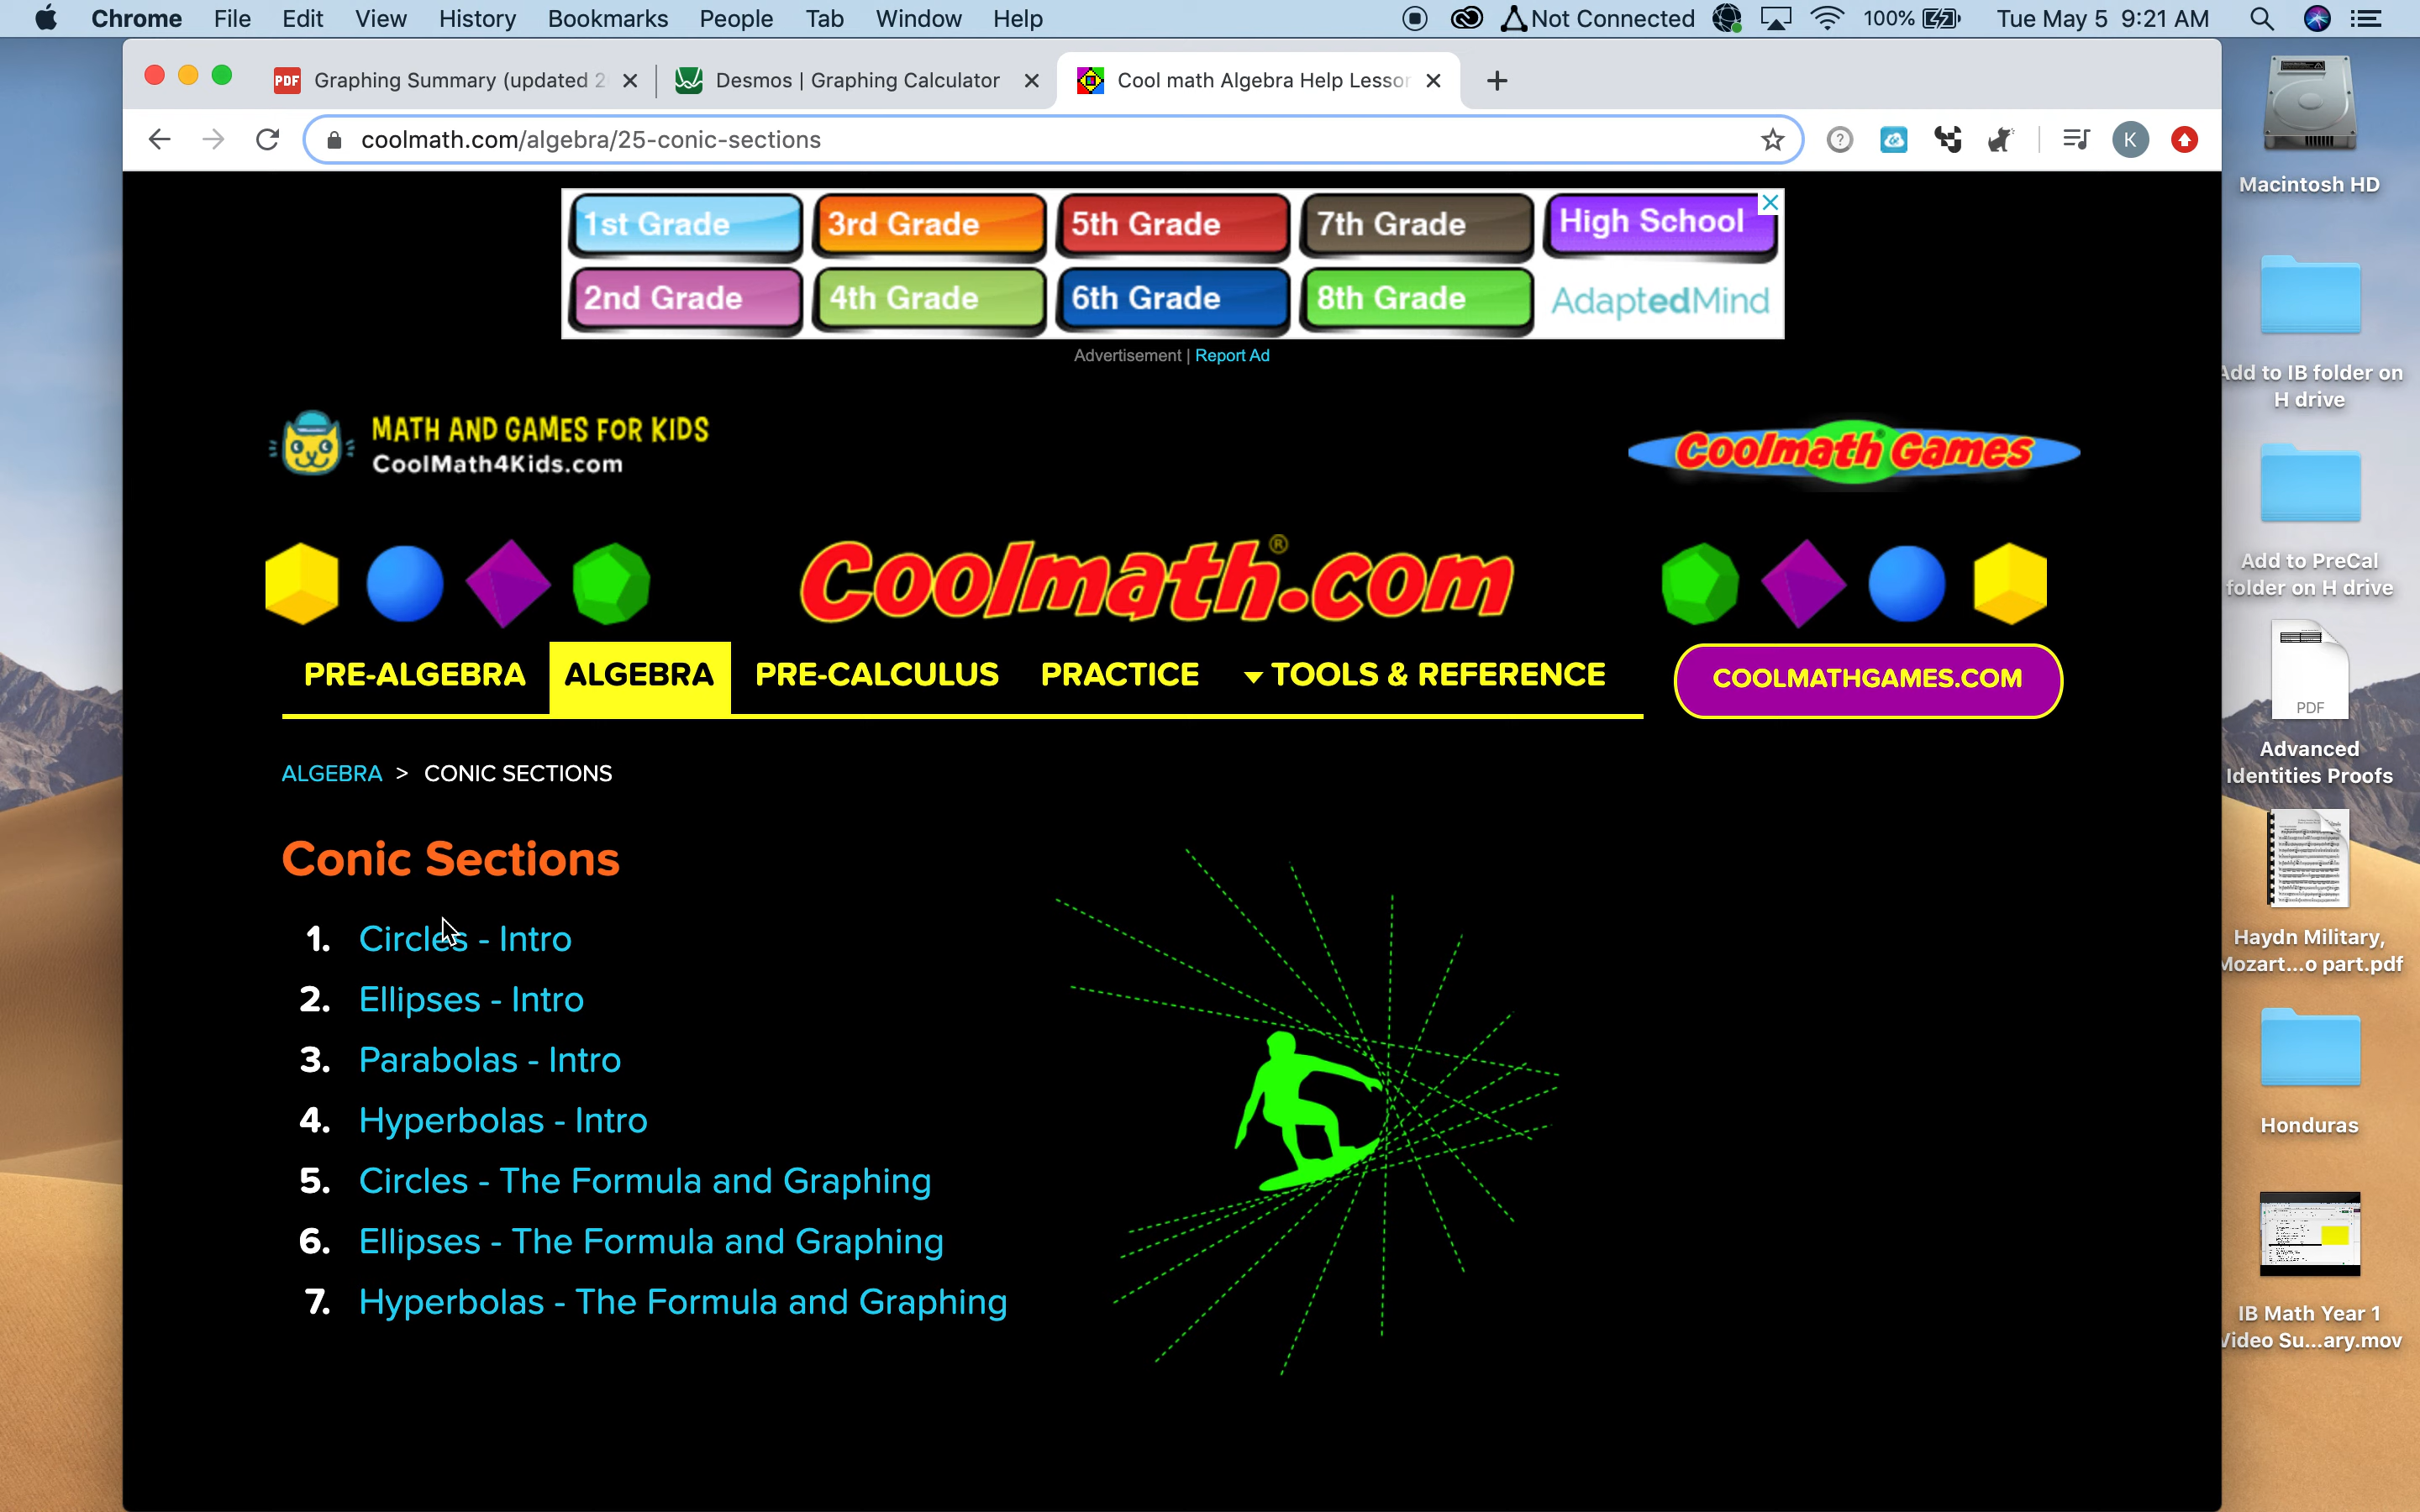 Chrome File Edit View History Bookmarks People Tab Window Help Not Connected 100% Tue May 5 9:21 AM
Graphing Summary (updated 2 Desmos | Graphing Calculator Cool math Algebra Help Lesson
coolmath.com/algebra/25-conic-sections K
1st Grade 3rd Grade 5th Grade 7th Grade High School
2nd Grade 4th Grade 6th Grade 8th Grade AdaptedMind
Advertisement | Report Ad
MATH AND GAMES FOR KIDS
CoolMath4Kids.com
Coolmath® Games
Coolmath.com®
PRE-ALGEBRA ALGEBRA PRE-CALCULUS PRACTICE TOOLS & REFERENCE COOLMATHGAMES.COM
ALGEBRA > CONIC SECTIONS
Conic Sections
1. Circles - Intro
2. Ellipses - Intro
3. Parabolas - Intro
4. Hyperbolas - Intro
5. Circles - The Formula and Graphing
6. Ellipses - The Formula and Graphing
7. Hyperbolas - The Formula and Graphing
Macintosh HD
Add to IB folder on
H drive
Add to PreCal
folder on H drive
PDF
Advanced
Identities Proofs
Haydn Military,
Mozart...o part.pdf
Honduras
IB Math Year 1
Video Su...ary.mov